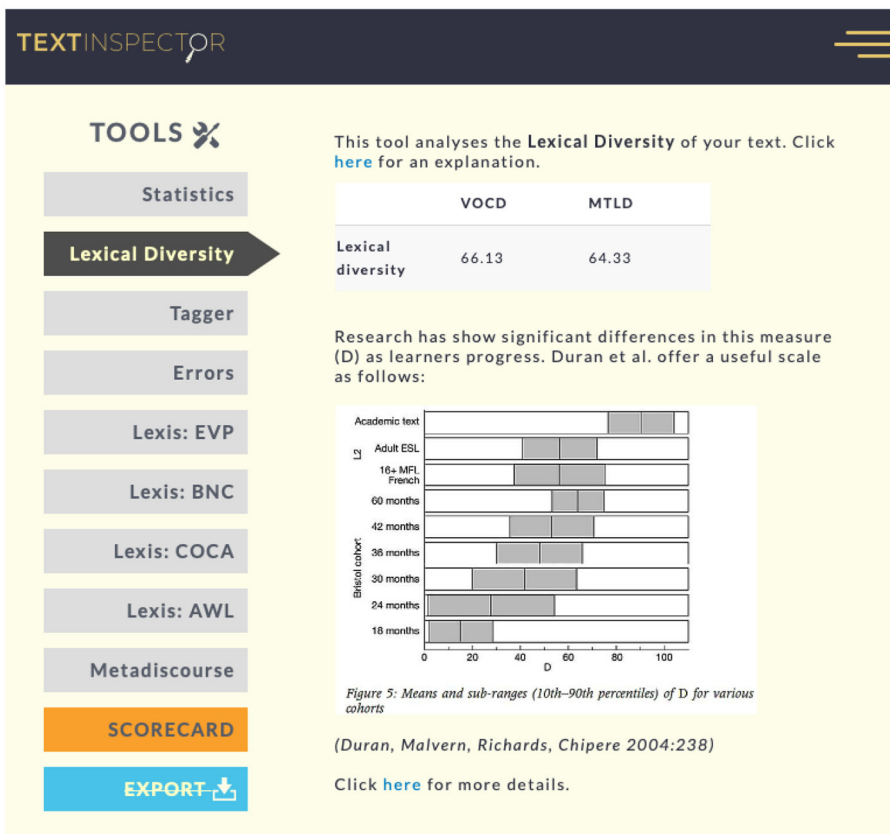 TEXTINSPECTOR
TOOLS
Statistics
Lexical Diversity
Tagger
Errors
Lexis: EVP
Lexis: BNC
Lexis: COCA
Lexis: AWL
Metadiscourse
SCORECARD
EXPORT
This tool analyses the Lexical Diversity of your text. Click
here for an explanation.
VOCD MTLD
Lexical
diversity
66.13 64.33
Research has show significant differences in this measure
(D) as learners progress. Duran et al. offer a useful scale
as follows:
Academic text
L2
Adult ESL
16+ MFL
French
Bristol cohort
60 months
42 months
36 months
30 months
24 months
18 months
0 20 40 60 80 100
D
Figure 5: Means and sub-ranges (10th–90th percentiles) of D for various
cohorts
(Duran, Malvern, Richards, Chipere 2004:238)
Click here for more details.